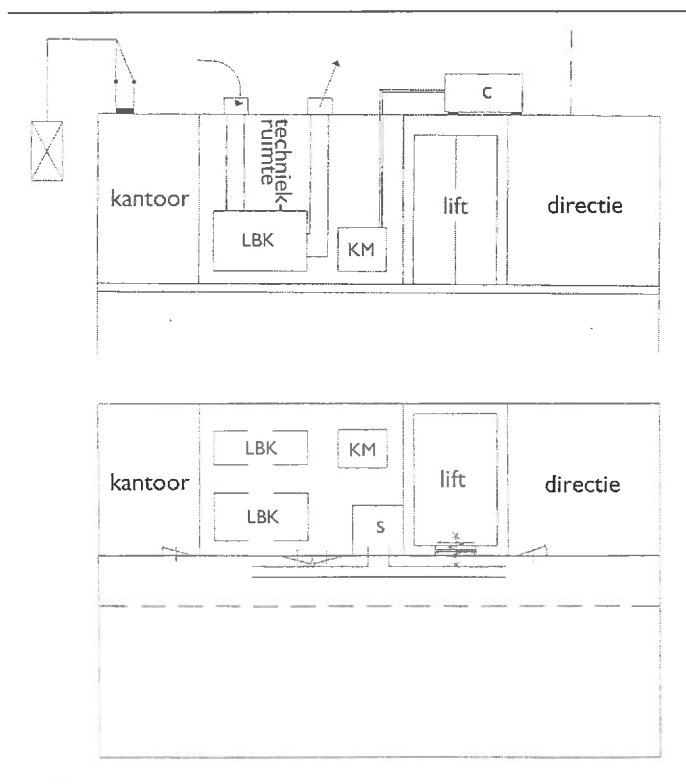 C
techniek-
ruimte
kantoor
LBK
KM
lift
directie
LBK
KM
kantoor
lift
directie
LBK
S